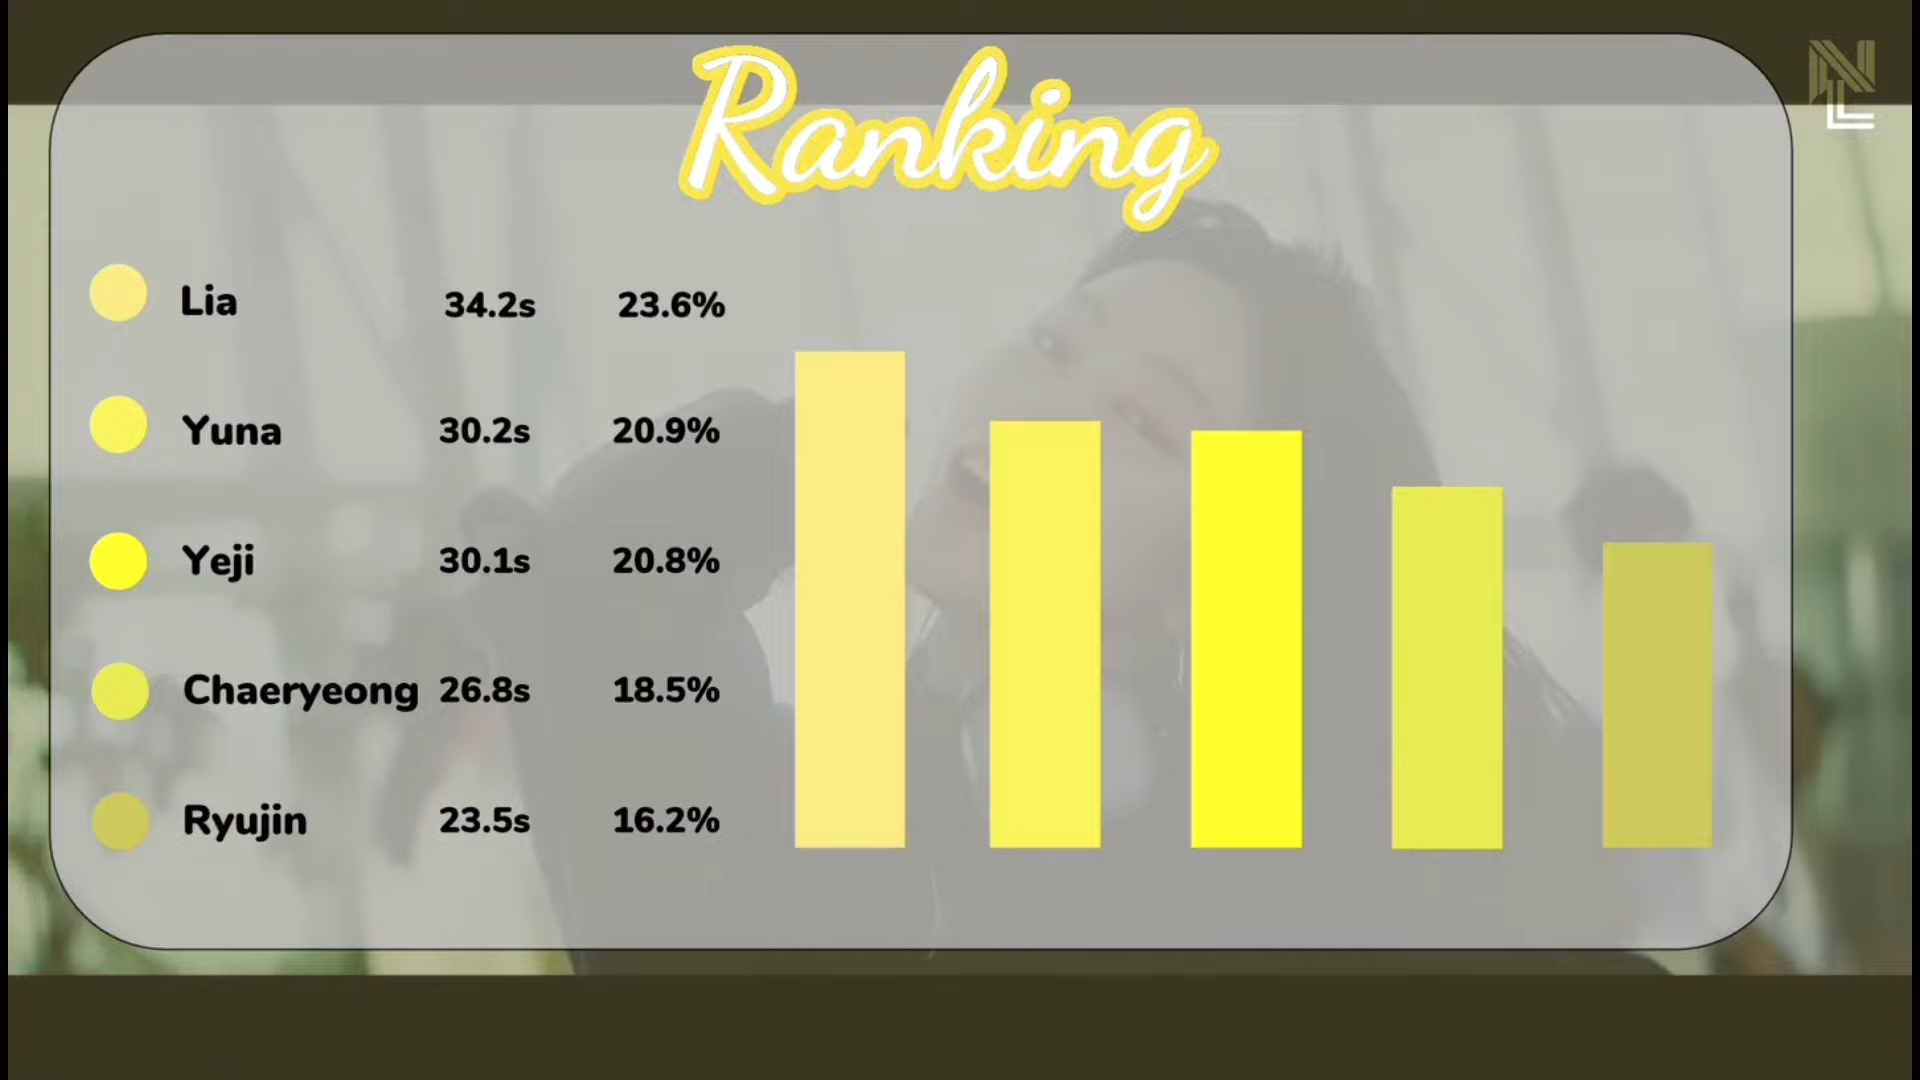 Ranking
NL
Lia 34.2s 23.6%
Yuna 30.2s 20.9%
Yeji 30.1s 20.8%
Chaeryeong 26.8s 18.5%
Ryujin 23.5s 16.2%